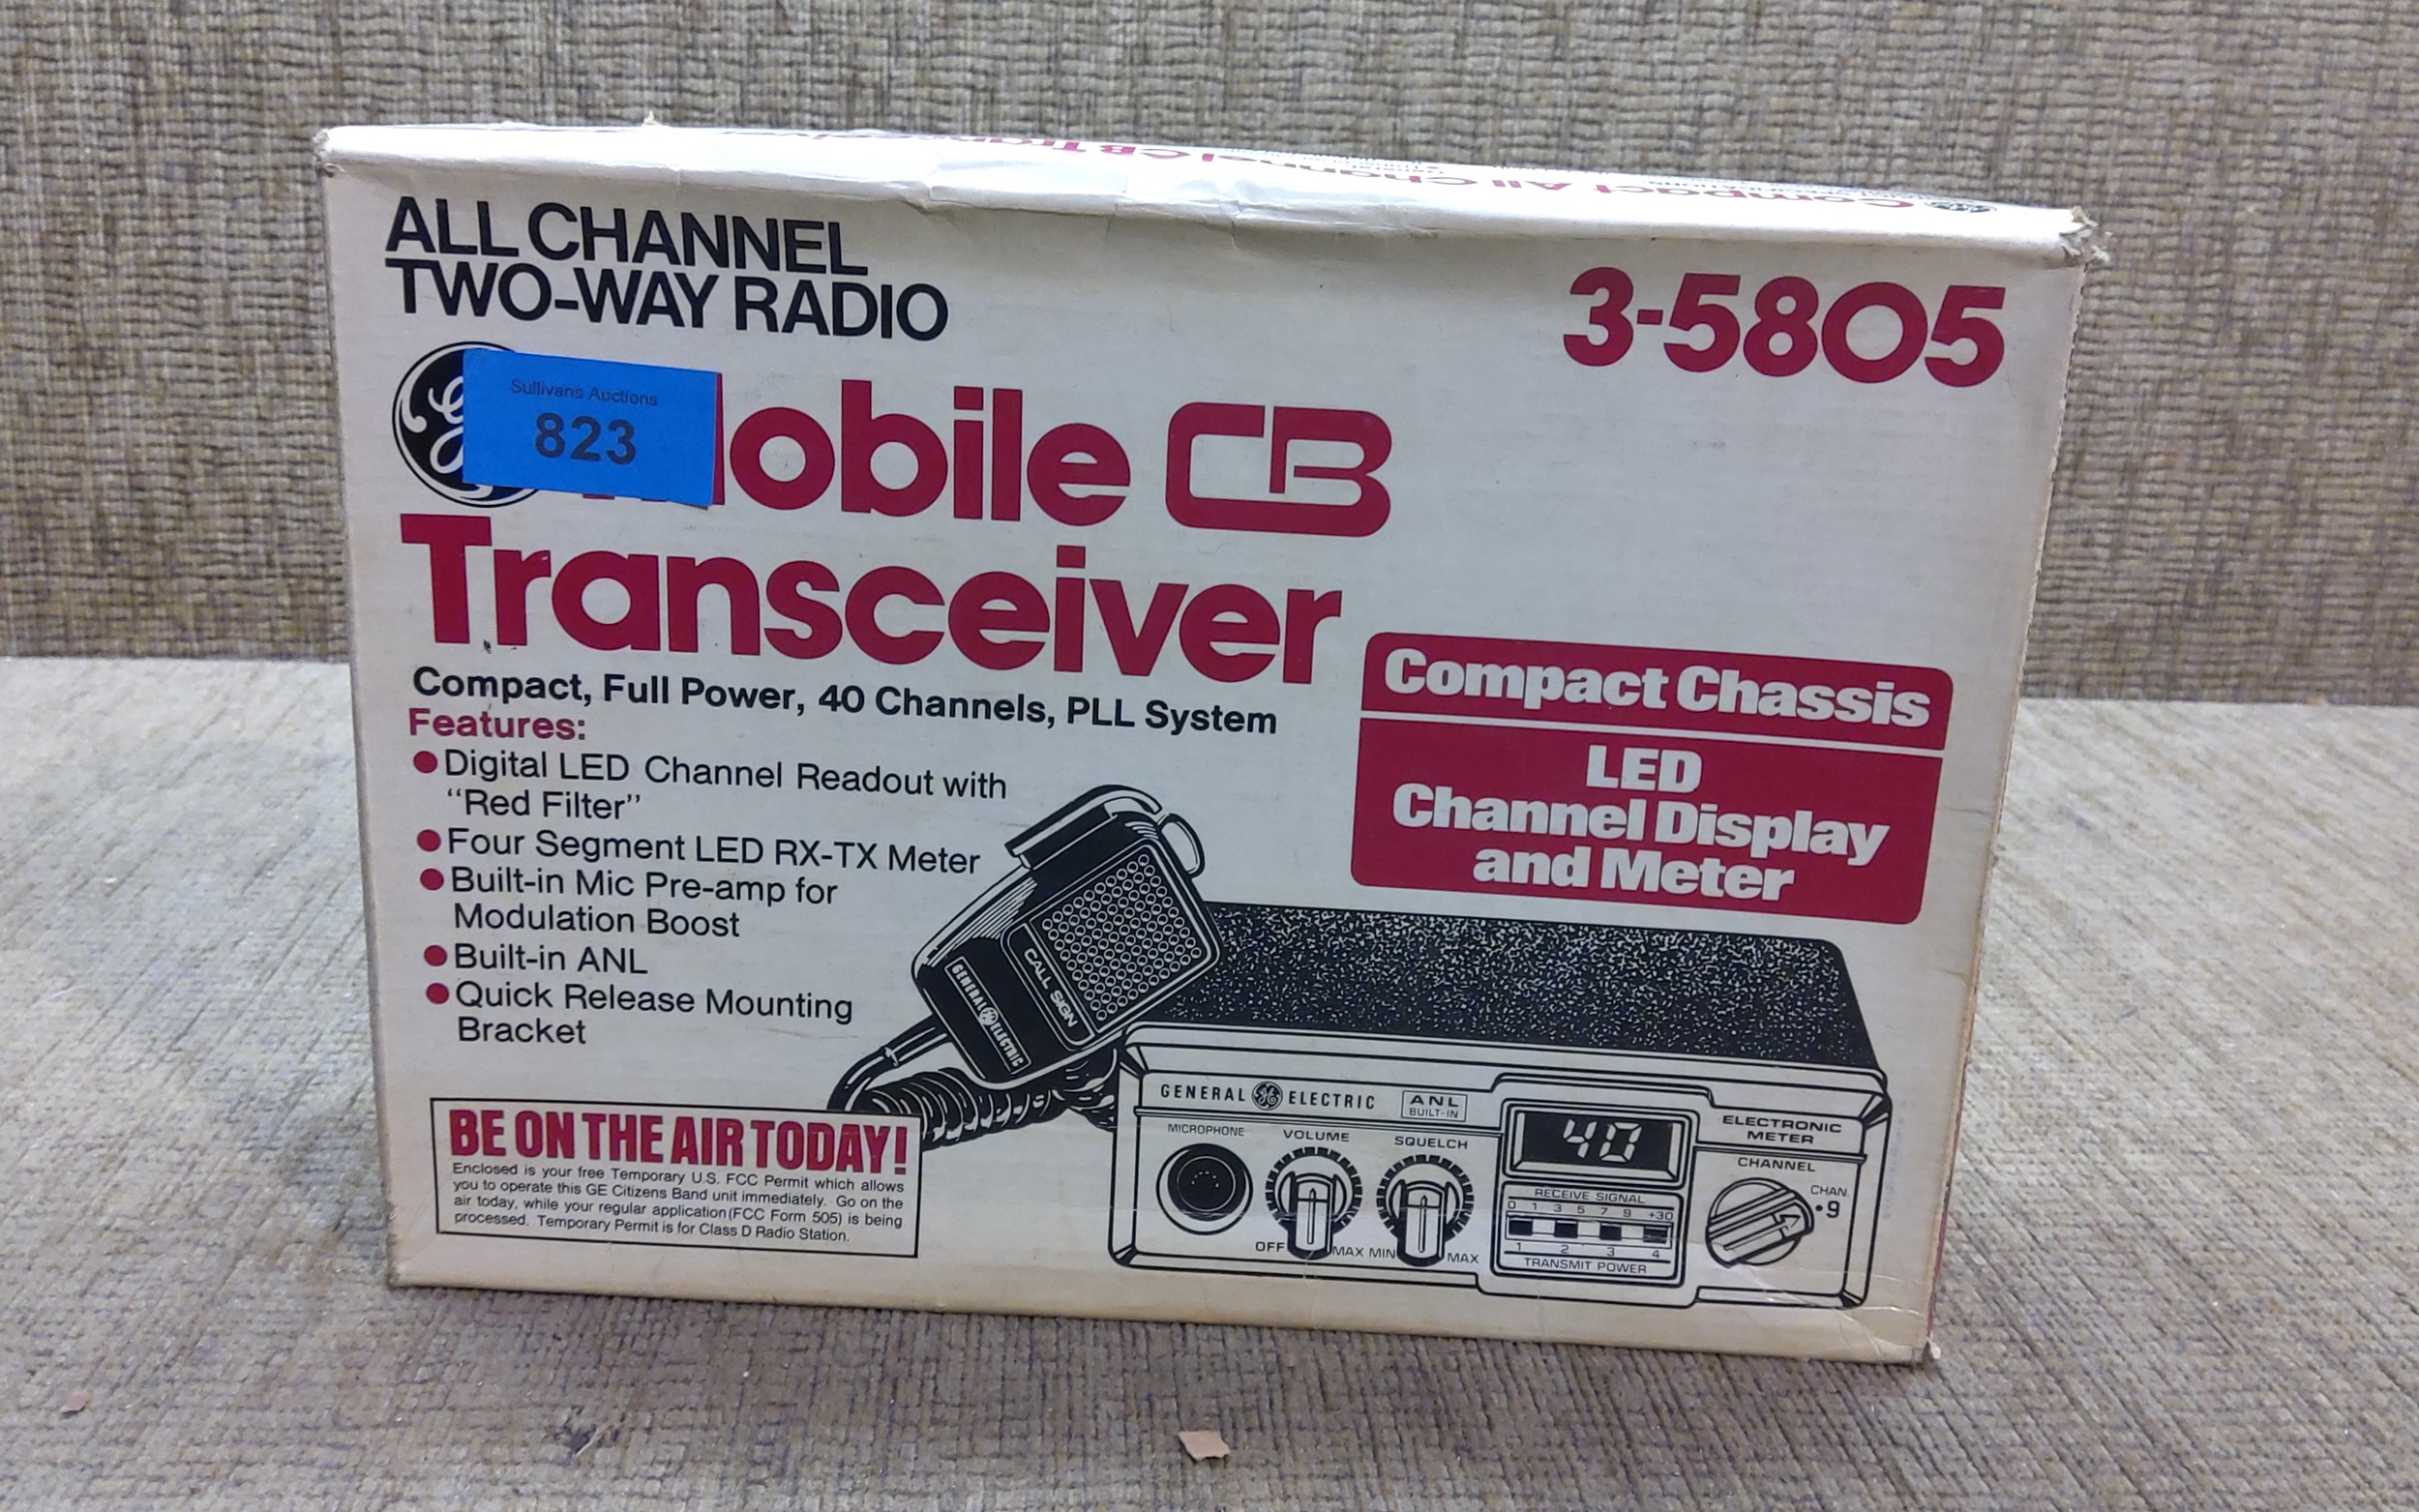 Compact All Channel CB Transceiver
ALL CHANNEL
TWO-WAY RADIO
3-5805
Sullivans Auctions
823
obile CB
Transceiver
Compact, Full Power, 40 Channels, PLL System
Features:
Digital LED Channel Readout with
“Red Filter”
Four Segment LED RX-TX Meter
Built-in Mic Pre-amp for
Modulation Boost
Built-in ANL
Quick Release Mounting
Bracket
Compact Chassis
LED
Channel Display
and Meter
CALL SIGN
GENERAL GE ELECTRIC
BE ON THE AIR TODAY!
Enclosed is your free Temporary U.S. FCC Permit which allows
you to operate this GE Citizens Band unit immediately. Go on the
air today, while your regular application (FCC Form 505) is being
processed. Temporary Permit is for Class D Radio Station.
GENERAL GE ELECTRIC
ANL
BUILT-IN
MICROPHONE
VOLUME
SQUELCH
OFF
MAX
MIN
MAX
40
RECEIVE SIGNAL
0 1 3 5 7 9 +30
1 2 3 4
TRANSMIT POWER
ELECTRONIC
METER
CHANNEL
CHAN.
•9